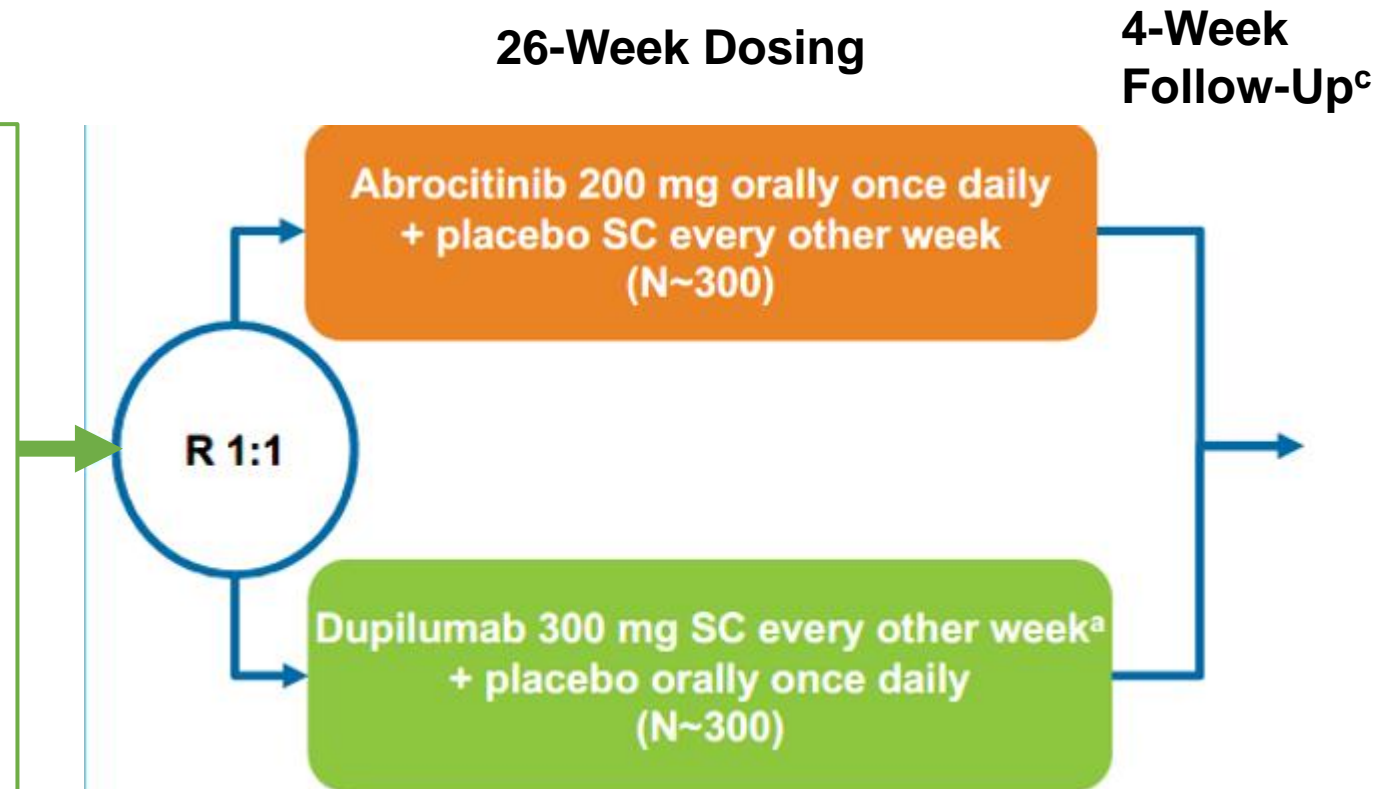 26-Week Dosing
4-Week
Follow-Upᶜ
Abrocitinib 200 mg orally once daily
+ placebo SC every other week
(N~300)
R 1:1
Dupilumab 300 mg SC every other weekᵃ
+ placebo orally once daily
(N~300)